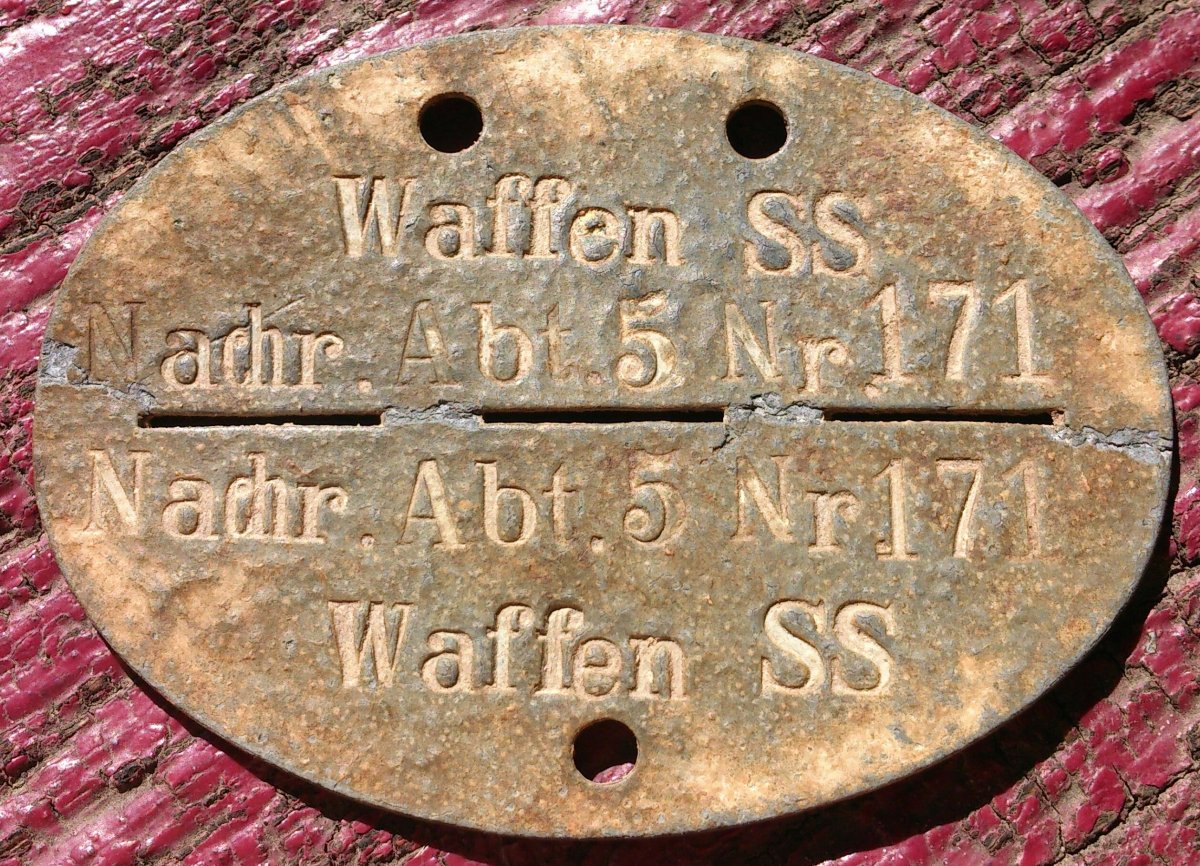 Waffen SS
Nachr. Abt. 5 Nr 171
Nachr. Abt. 5 Nr 171
Waffen SS